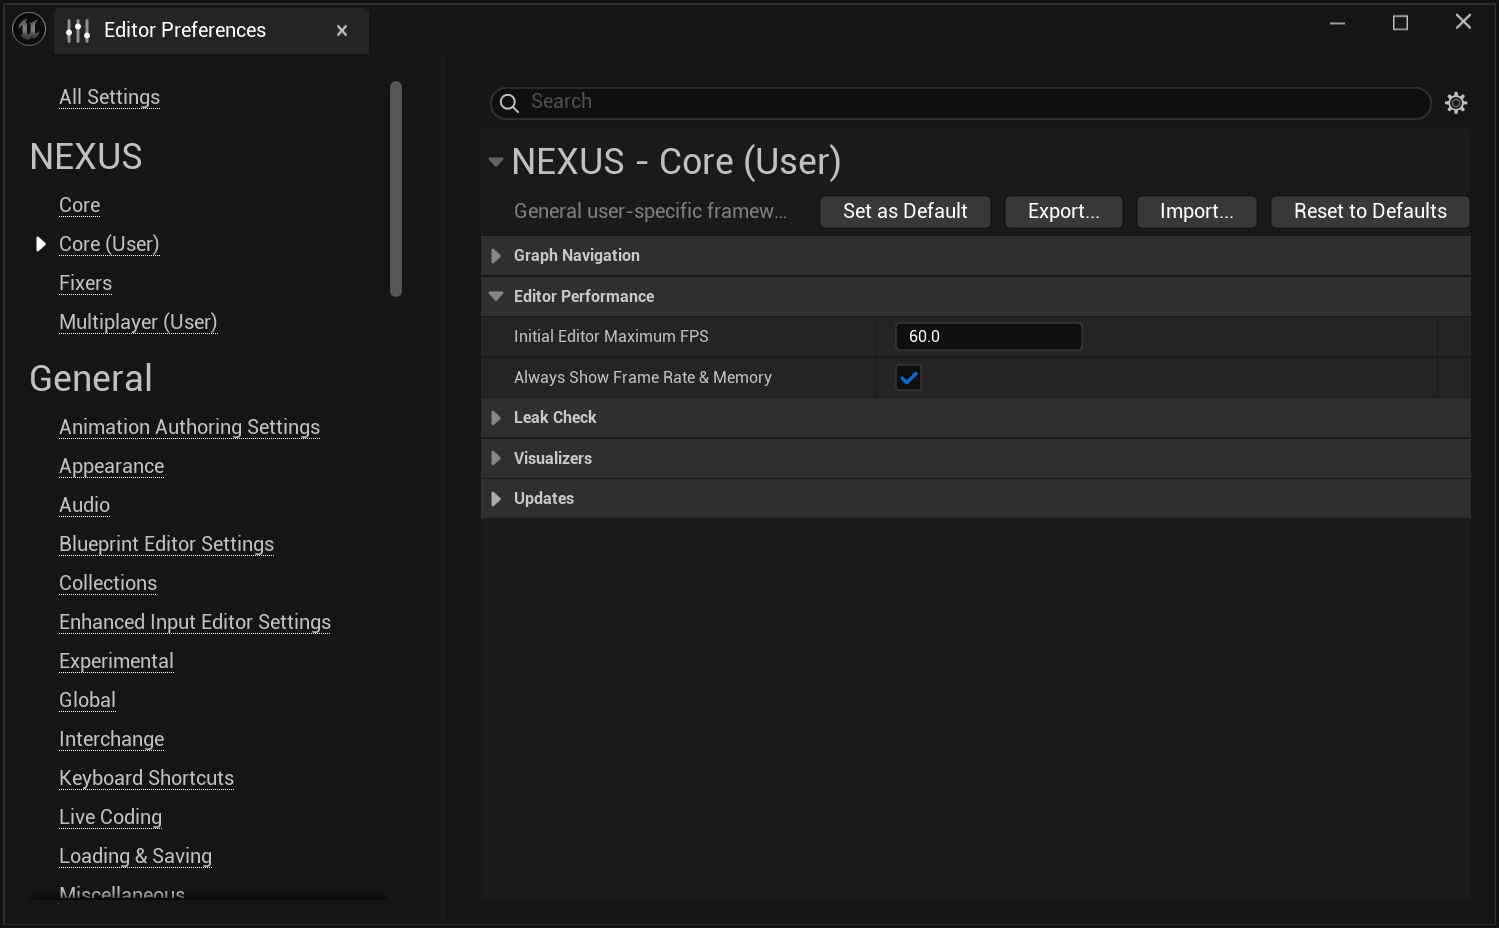 Editor Preferences
All Settings
NEXUS
Core
Core (User)
Fixers
Multiplayer (User)
General
Animation Authoring Settings
Appearance
Audio
Blueprint Editor Settings
Collections
Enhanced Input Editor Settings
Experimental
Global
Interchange
Keyboard Shortcuts
Live Coding
Loading & Saving
Miscellaneous
Search
NEXUS - Core (User)
General user-specific framew... Set as Default Export... Import... Reset to Defaults
Graph Navigation
Editor Performance
Initial Editor Maximum FPS 60.0
Always Show Frame Rate & Memory
Leak Check
Visualizers
Updates